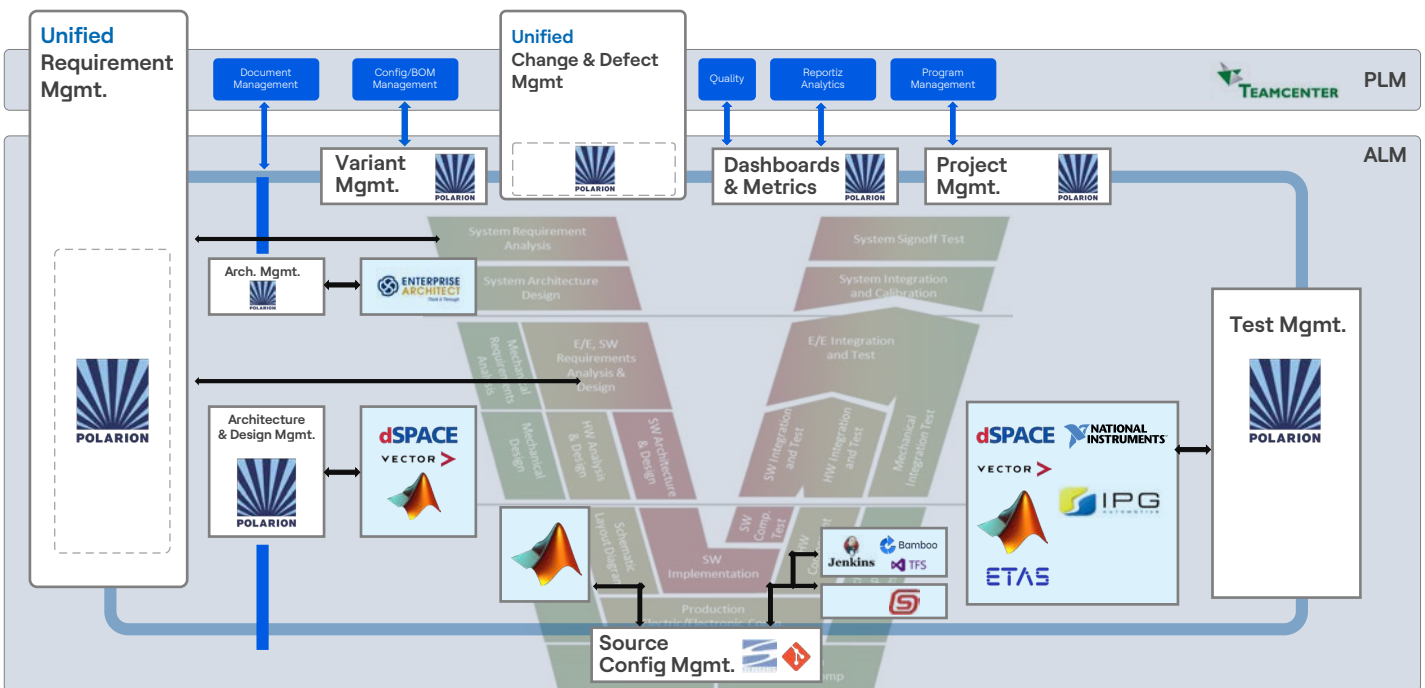 Unified
Requirement
Mgmt.
Document
Management
Config/BOM
Management
Unified
Change & Defect
Mgmt
Quality
Reportiz
Analytics
Program
Management
TEAMCENTER
PLM
ALM
Variant
Mgmt.
POLARION
POLARION
Dashboards
& Metrics
POLARION
Project
Mgmt.
POLARION
System Requirement
Analysis
System Signoff Test
Arch. Mgmt.
POLARION
ENTERPRISE
ARCHITECT
System Architecture
Design
System Integration
and Calibration
Test Mgmt.
POLARION
Mechanical
Requirements
Analysis
E/E, SW
Requirements
Analysis &
Design
E/E Integration
and Test
POLARION
Architecture
& Design Mgmt.
POLARION
dSPACE
VECTOR
Mechanical
Design
HW Analysis
& Design
SW Architecture
& Design
SW Integration
and Test
HW Integration
and Test
Mechanical
Integration Test
dSPACE
NATIONAL
INSTRUMENTS
VECTOR
IPG
AUTOMOTIVE
ETAS
Schematic
Layout Diagram
SW
Implementation
SW
Comp.
Test
Jenkins
Bamboo
TFS
Production
Source
Config Mgmt.